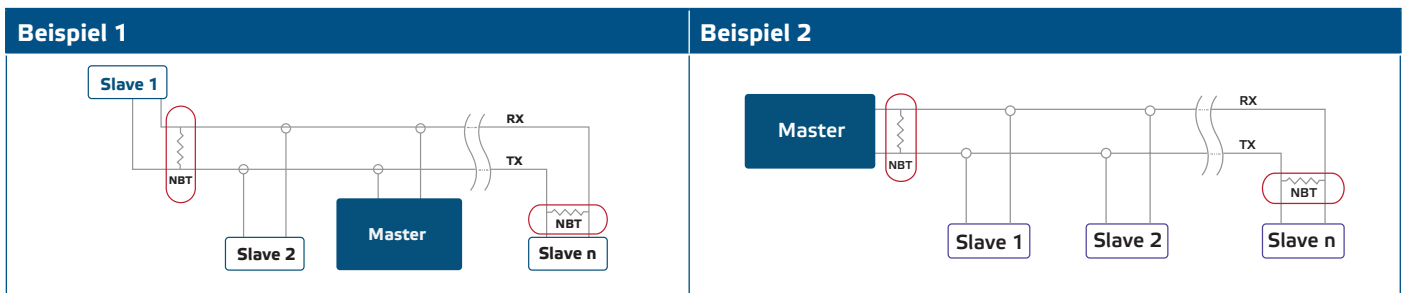 Beispiel 1
Slave 1
RX
TX
NBT
NBT
Slave 2
Master
Slave n
Beispiel 2
Master
RX
TX
NBT
NBT
Slave 1
Slave 2
Slave n